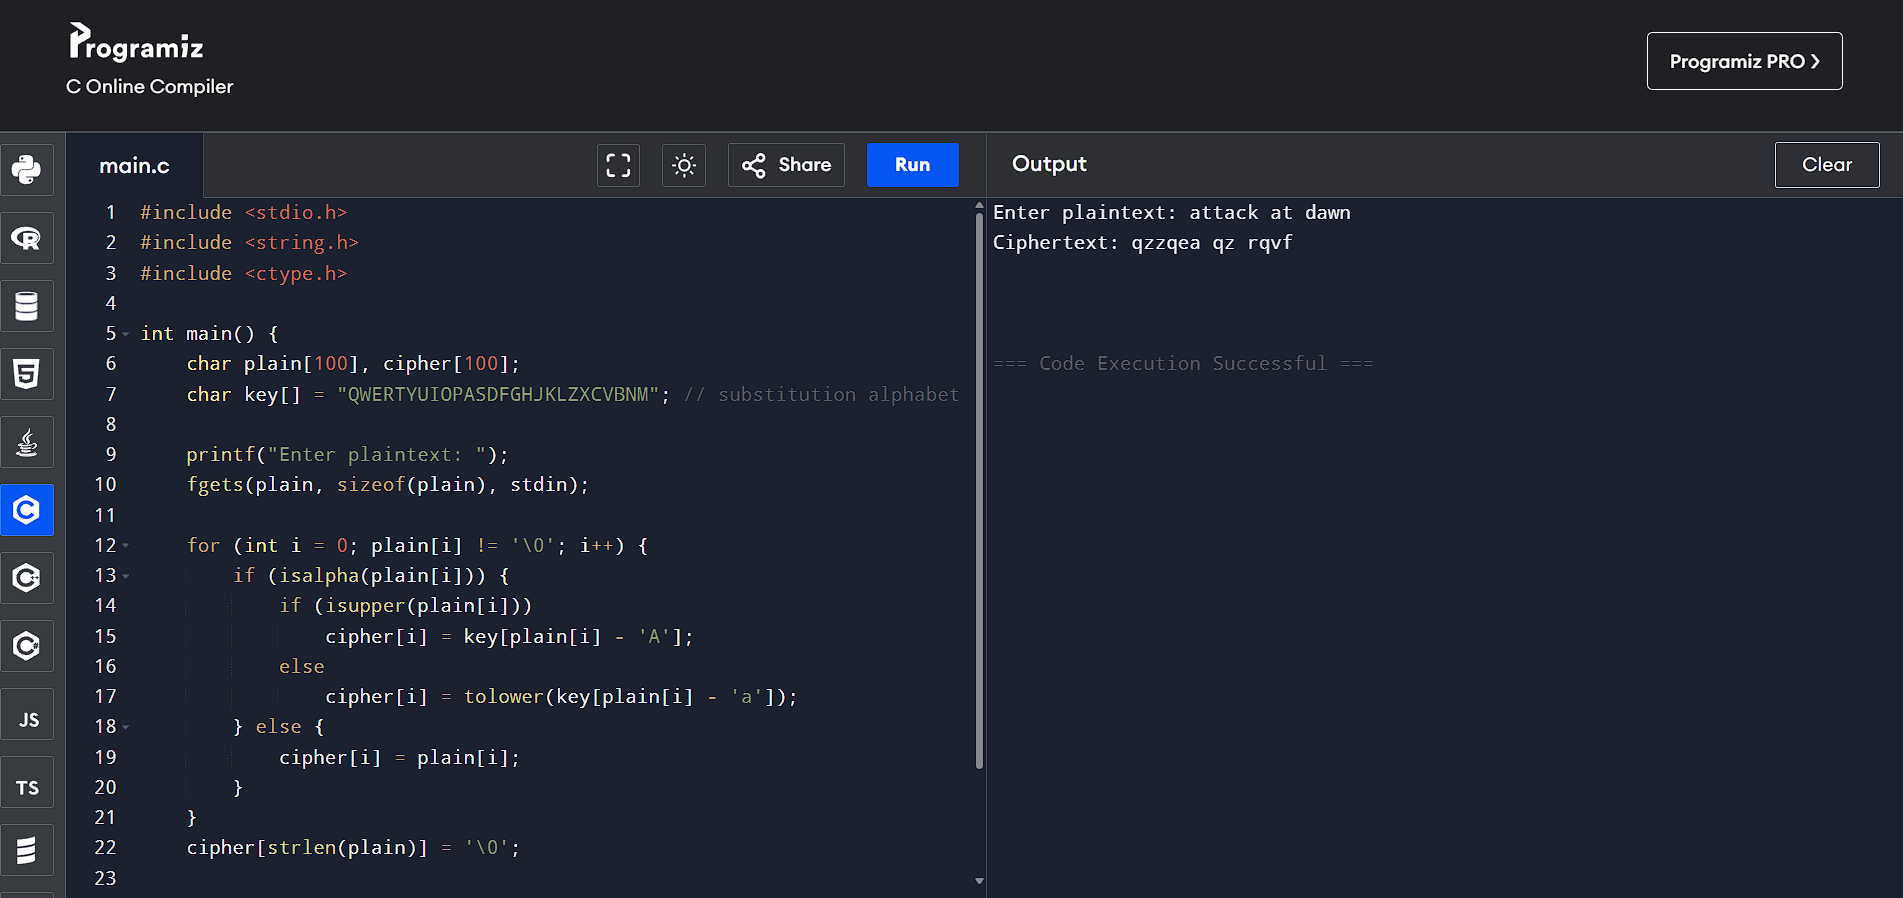 Programiz
C Online Compiler
Programiz PRO ❯
main.c
Share
Run
Output
Clear
1 #include <stdio.h>
2 #include <string.h>
3 #include <ctype.h>
4
5 int main() {
6     char plain[100], cipher[100];
7     char key[] = "QWERTYUIOPASDFGHJKLZXCVBNM"; // substitution alphabet
8
9     printf("Enter plaintext: ");
10     fgets(plain, sizeof(plain), stdin);
11
12     for (int i = 0; plain[i] != '\0'; i++) {
13         if (isalpha(plain[i])) {
14             if (isupper(plain[i]))
15                 cipher[i] = key[plain[i] - 'A'];
16             else
17                 cipher[i] = tolower(key[plain[i] - 'a']);
18         } else {
19             cipher[i] = plain[i];
20         }
21     }
22     cipher[strlen(plain)] = '\0';
23
Enter plaintext: attack at dawn
Ciphertext: qzzqea qz rqvf
=== Code Execution Successful ===
R
5
C
C++
C#
JS
TS